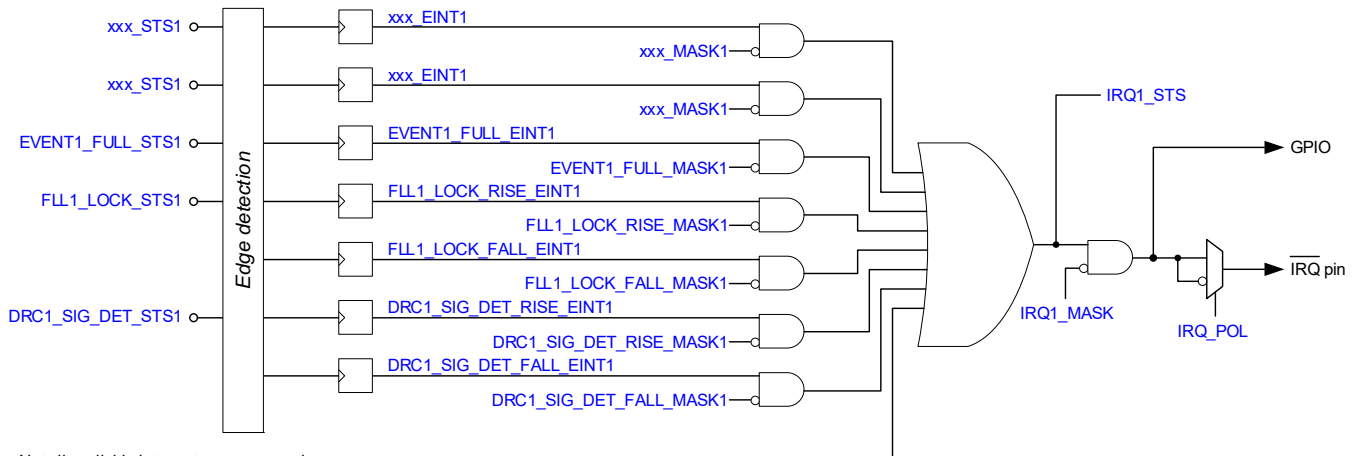 xxx_STS1
xxx_EINT1
xxx_MASK1
xxx_STS1
xxx_EINT1
xxx_MASK1
EVENT1_FULL_STS1
EVENT1_FULL_EINT1
EVENT1_FULL_MASK1
FLL1_LOCK_STS1
FLL1_LOCK_RISE_EINT1
FLL1_LOCK_RISE_MASK1
FLL1_LOCK_FALL_EINT1
FLL1_LOCK_FALL_MASK1
DRC1_SIG_DET_STS1
DRC1_SIG_DET_RISE_EINT1
DRC1_SIG_DET_RISE_MASK1
DRC1_SIG_DET_FALL_EINT1
DRC1_SIG_DET_FALL_MASK1
Edge detection
IRQ1_STS
GPIO
IRQ pin
IRQ1_MASK
IRQ_POL